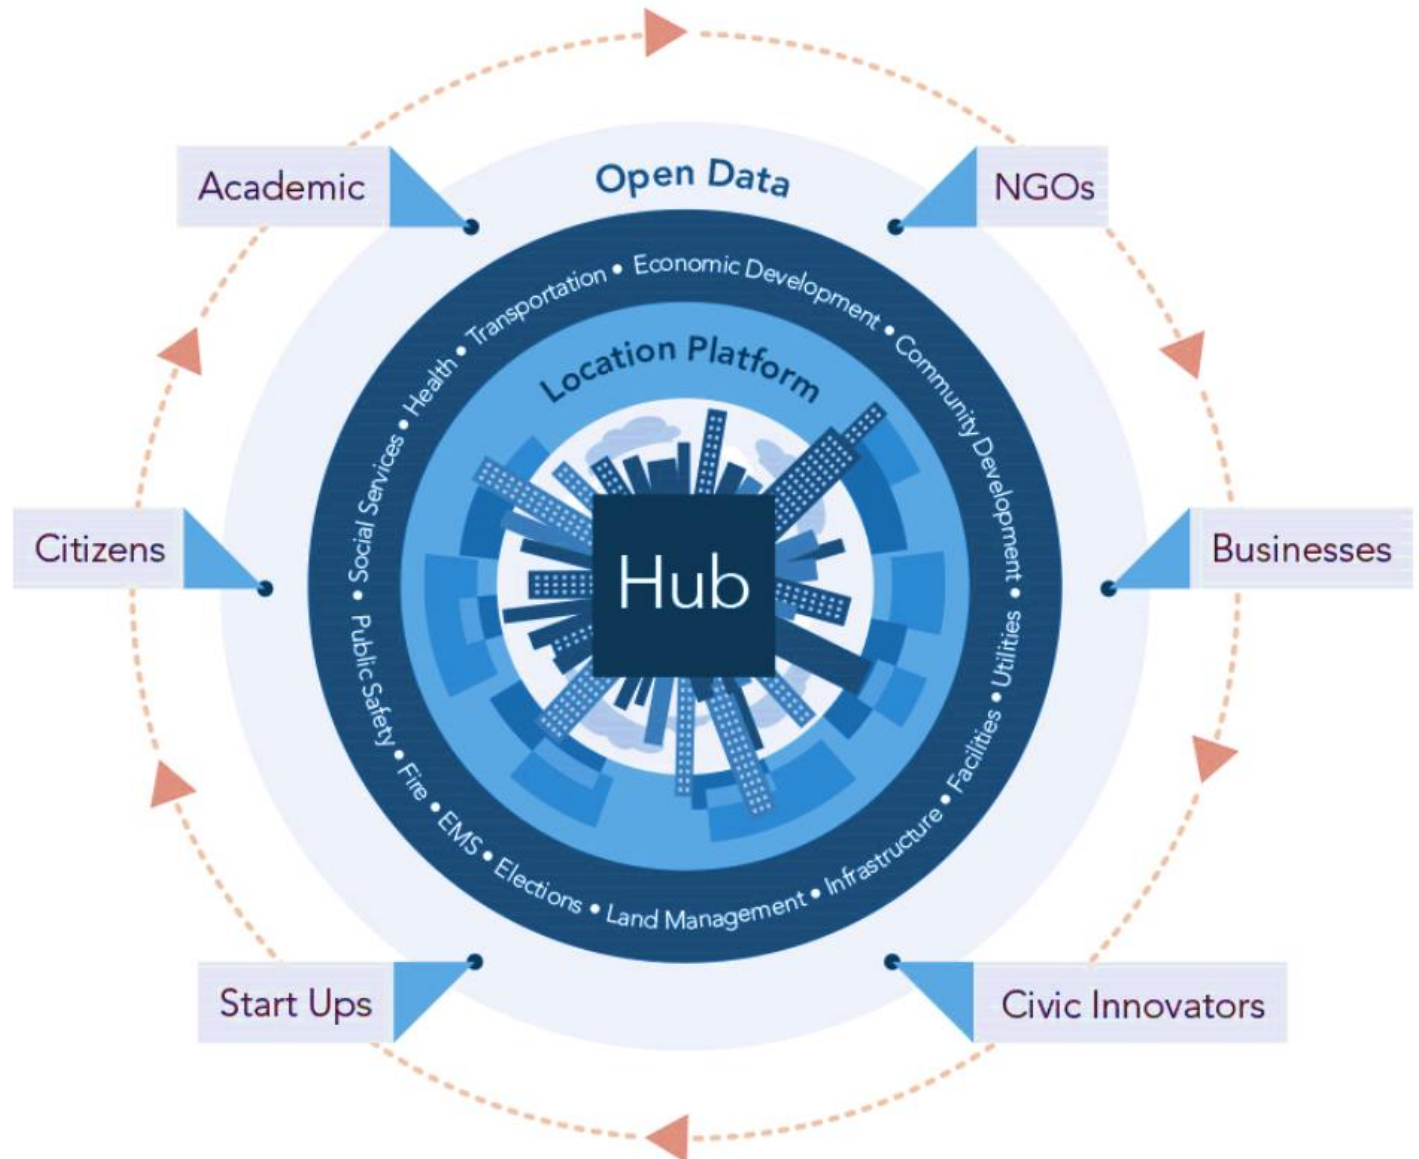 Open Data
Academic
NGOs
Economic Development • Community Development • Utilities • Facilities • Infrastructure • Land Management • Elections • EMS • Fire • Public Safety • Social Services • Health • Transportation •
Location Platform
Hub
Citizens
Businesses
Start Ups
Civic Innovators